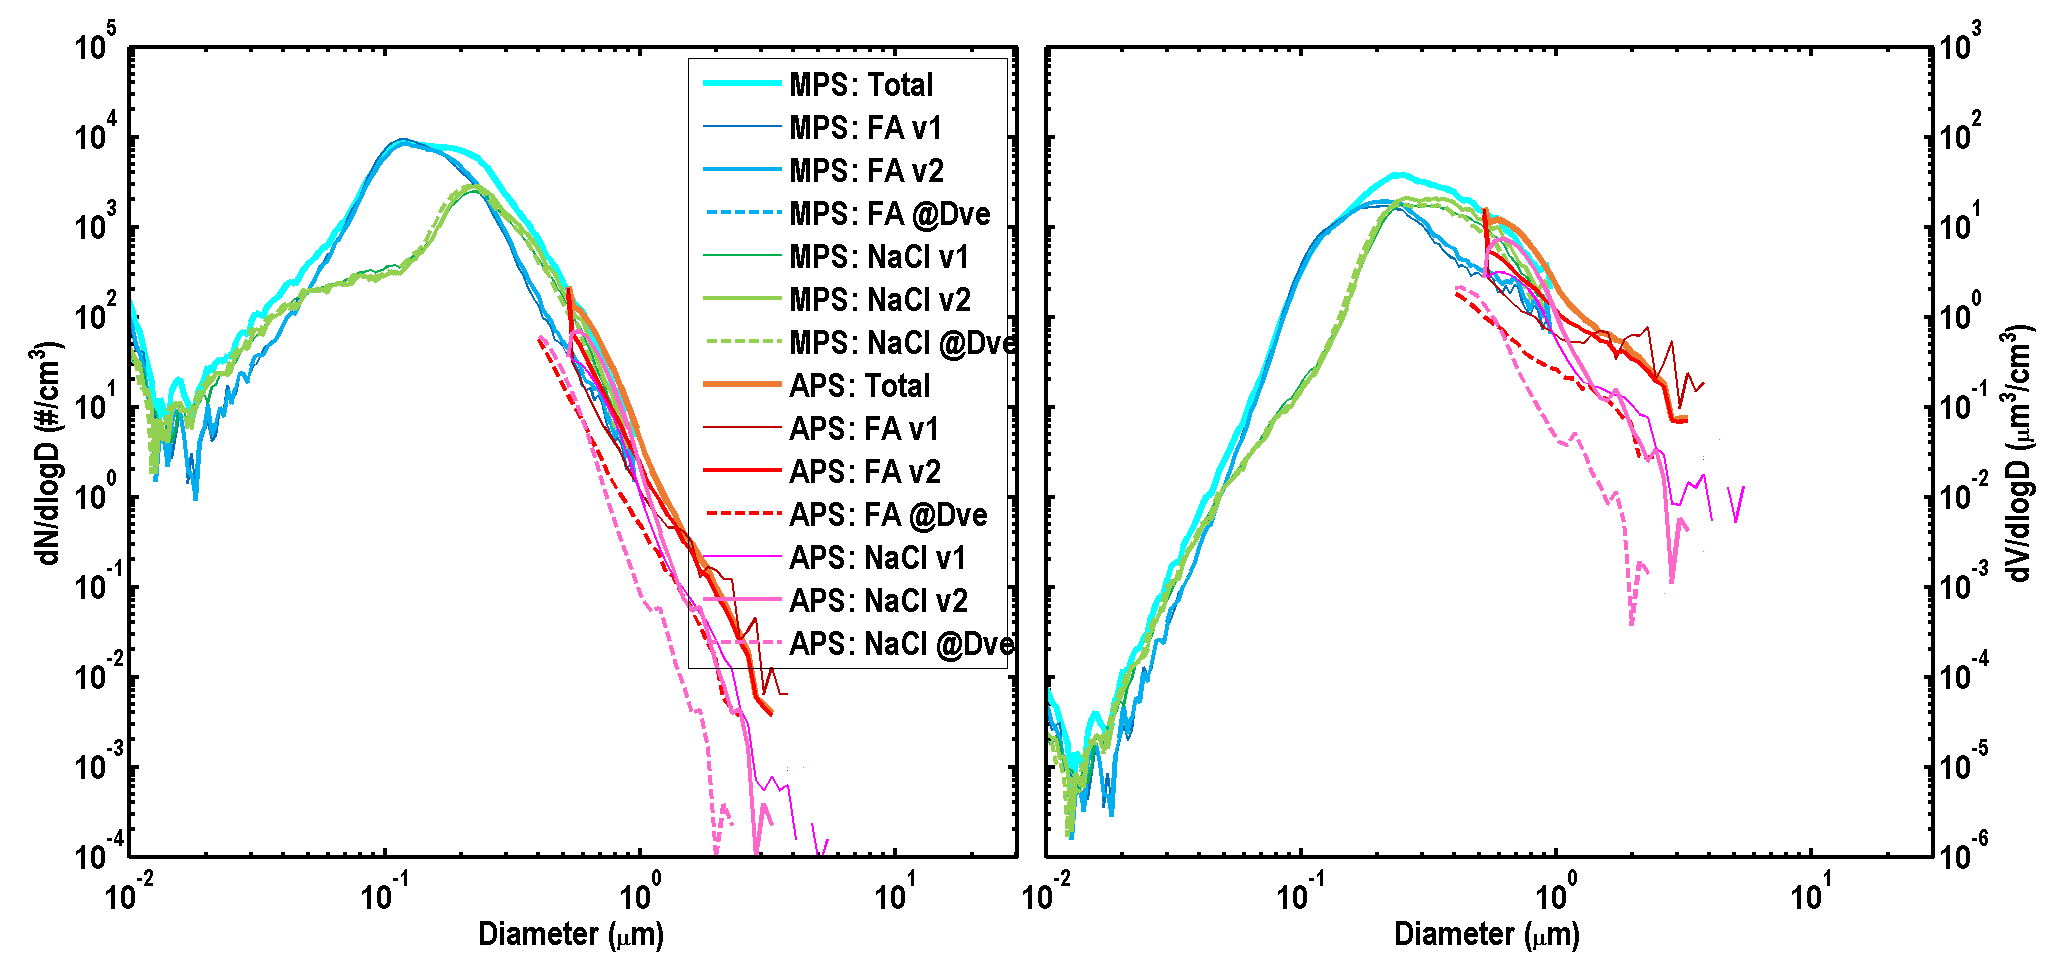 10^5
10^4
10^3
10^2
10^1
10^0
10^-1
10^-2
10^-3
10^-4
dN/dlogD (#/cm^3)
10^-2
10^-1
10^0
10^1
Diameter (μm)
MPS: Total
MPS: FA v1
MPS: FA v2
MPS: FA @Dve
MPS: NaCl v1
MPS: NaCl v2
MPS: NaCl @Dve
APS: Total
APS: FA v1
APS: FA v2
APS: FA @Dve
APS: NaCl v1
APS: NaCl v2
APS: NaCl @Dve
10^3
10^2
10^1
10^0
10^-1
10^-2
10^-3
10^-4
10^-5
10^-6
dV/dlogD (μm^3/cm^3)
10^-2
10^-1
10^0
10^1
Diameter (μm)